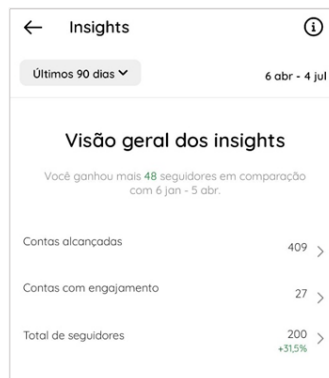 Insights
Últimos 90 dias
6 abr - 4 jul
Visão geral dos insights
Você ganhou mais 48 seguidores em comparação
com 6 jan - 5 abr.
Contas alcançadas
409
Contas com engajamento
27
Total de seguidores
200
+31,5%